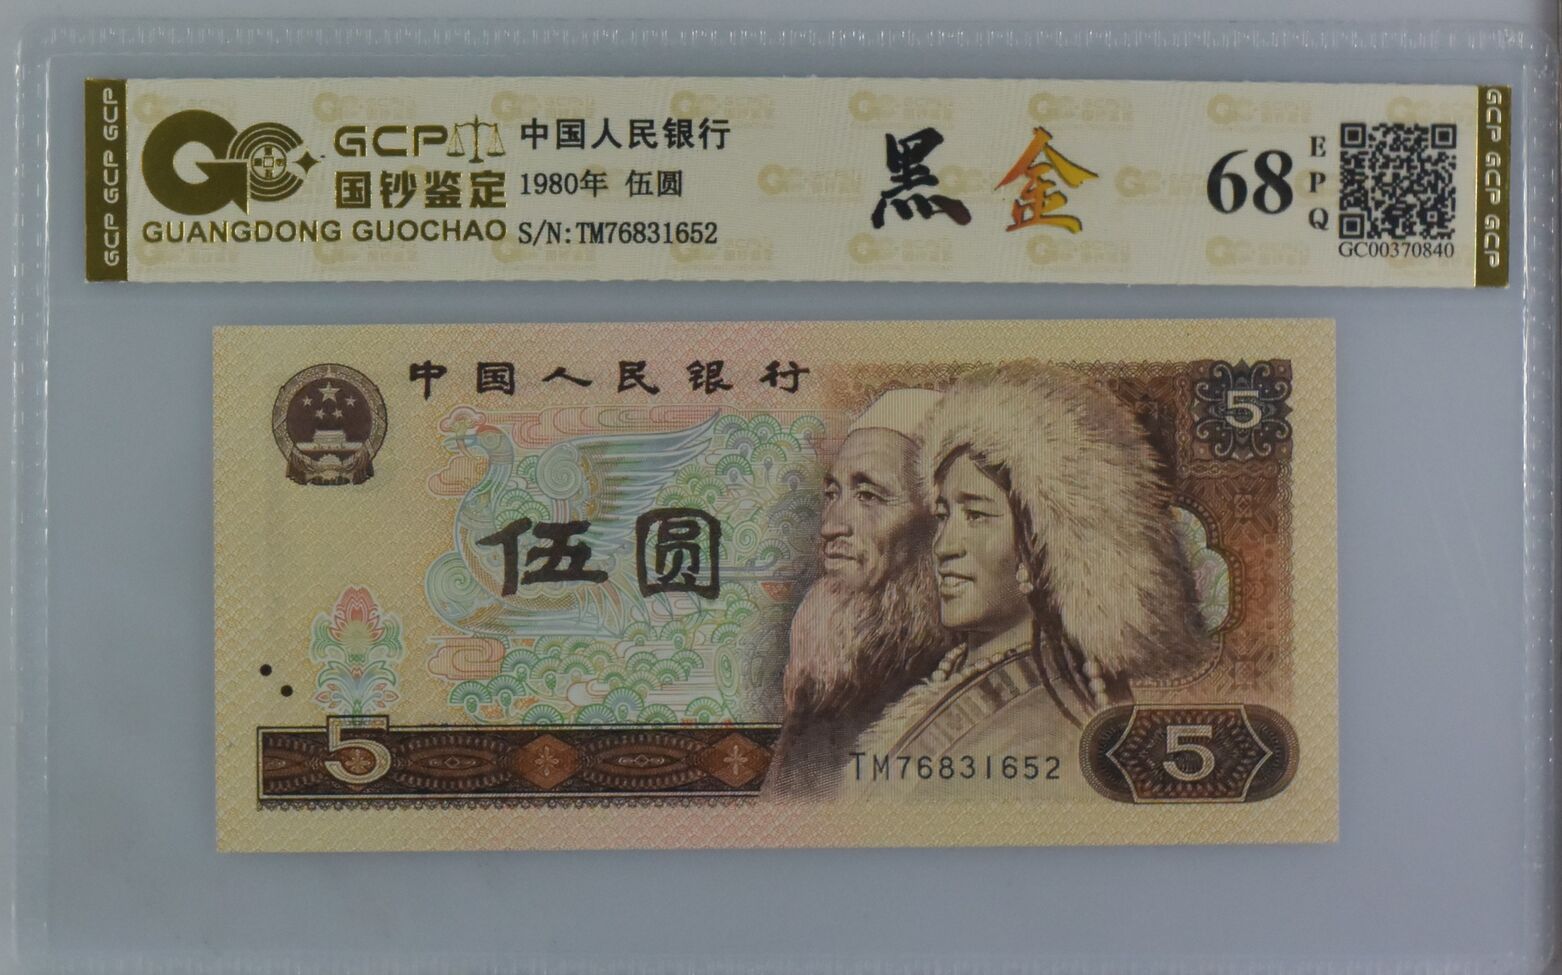 GCP GCP GCP
GCP
国钞鉴定
GUANGDONG GUOCHAO
中国人民银行
1980年 伍圆
S/N:TM76831652
黑金
68
EPQ
GC00370840
GCP GCP GCP
中国人民银行
5
伍圆
5
TM76831652
5